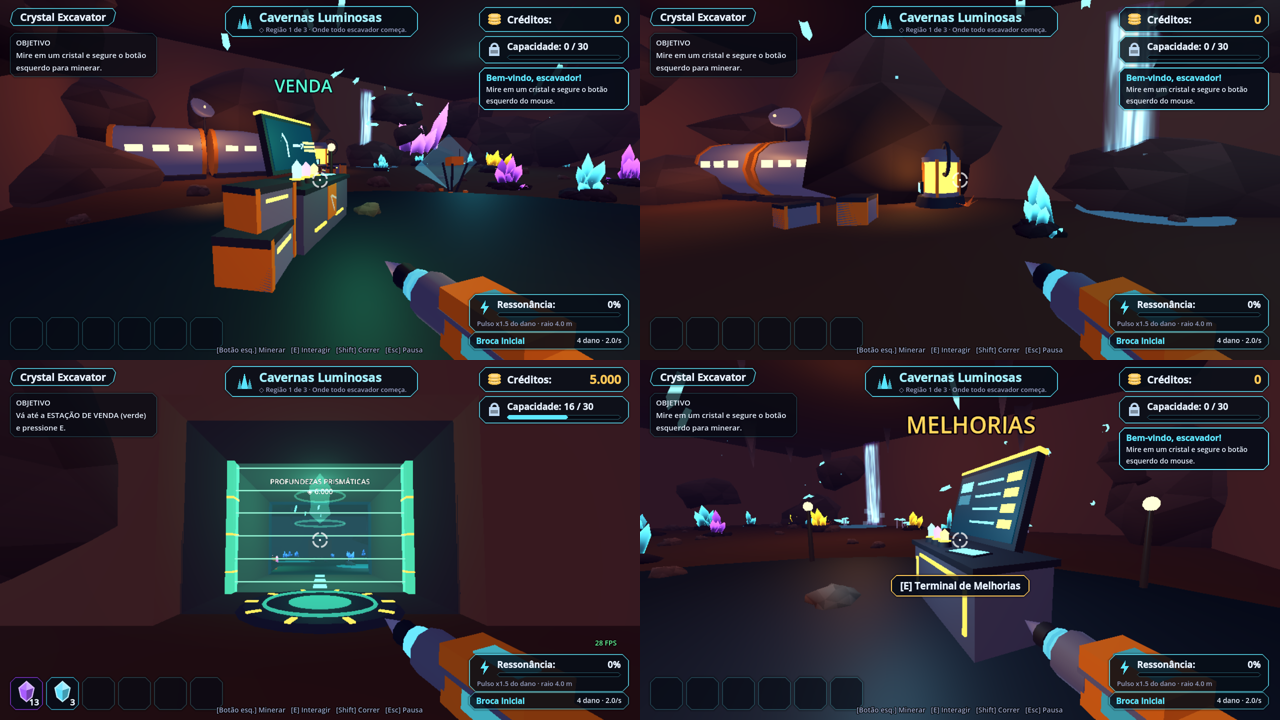 Crystal Excavator
Cavernas Luminosas
◇ Região 1 de 3 · Onde todo escavador começa.
Créditos: 0
OBJETIVO
Mire em um cristal e segure o botão
esquerdo para minerar.
Capacidade: 0 / 30
Bem-vindo, escavador!
Mire em um cristal e segure o botão
esquerdo do mouse.
VENDA
Ressonância: 0%
Pulso x1.5 do dano · raio 4.0 m
Broca Inicial 4 dano · 2.0/s
[Botão esq.] Minerar [E] Interagir [Shift] Correr [Esc] Pausa
Crystal Excavator
Cavernas Luminosas
◇ Região 1 de 3 · Onde todo escavador começa.
Créditos: 0
OBJETIVO
Mire em um cristal e segure o botão
esquerdo para minerar.
Capacidade: 0 / 30
Bem-vindo, escavador!
Mire em um cristal e segure o botão
esquerdo do mouse.
Ressonância: 0%
Pulso x1.5 do dano · raio 4.0 m
Broca Inicial 4 dano · 2.0/s
[Botão esq.] Minerar [E] Interagir [Shift] Correr [Esc] Pausa
Crystal Excavator
Cavernas Luminosas
◇ Região 1 de 3 · Onde todo escavador começa.
Créditos: 5.000
OBJETIVO
Vá até a ESTAÇÃO DE VENDA (verde)
e pressione E.
Capacidade: 16 / 30
PROFUNDEZAS PRISMÁTICAS
28 FPS
Ressonância: 0%
Pulso x1.5 do dano · raio 4.0 m
13
3
Broca Inicial 4 dano · 2.0/s
[Botão esq.] Minerar [E] Interagir [Shift] Correr [Esc] Pausa
Crystal Excavator
Cavernas Luminosas
◇ Região 1 de 3 · Onde todo escavador começa.
Créditos: 0
OBJETIVO
Mire em um cristal e segure o botão
esquerdo para minerar.
Capacidade: 0 / 30
Bem-vindo, escavador!
Mire em um cristal e segure o botão
esquerdo do mouse.
MELHORIAS
[E] Terminal de Melhorias
Ressonância: 0%
Pulso x1.5 do dano · raio 4.0 m
Broca Inicial 4 dano · 2.0/s
[Botão esq.] Minerar [E] Interagir [Shift] Correr [Esc] Pausa